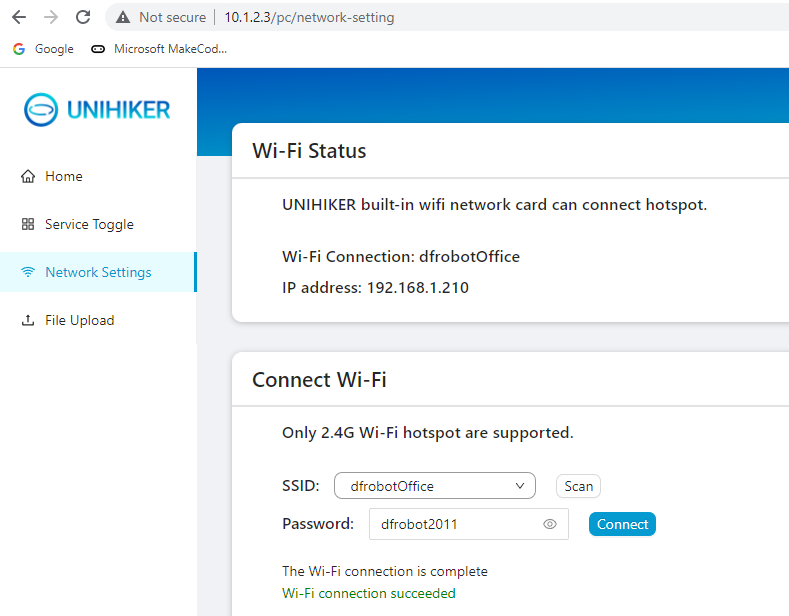 Not secure | 10.1.2.3/pc/network-setting
Google
Microsoft MakeCod...
UNIHIKER
Home
Service Toggle
Network Settings
File Upload
Wi-Fi Status
UNIHIKER built-in wifi network card can connect hotspot.
Wi-Fi Connection: dfrobotOffice
IP address: 192.168.1.210
Connect Wi-Fi
Only 2.4G Wi-Fi hotspot are supported.
SSID: dfrobotOffice Scan
Password: dfrobot2011 Connect
The Wi-Fi connection is complete
Wi-Fi connection succeeded